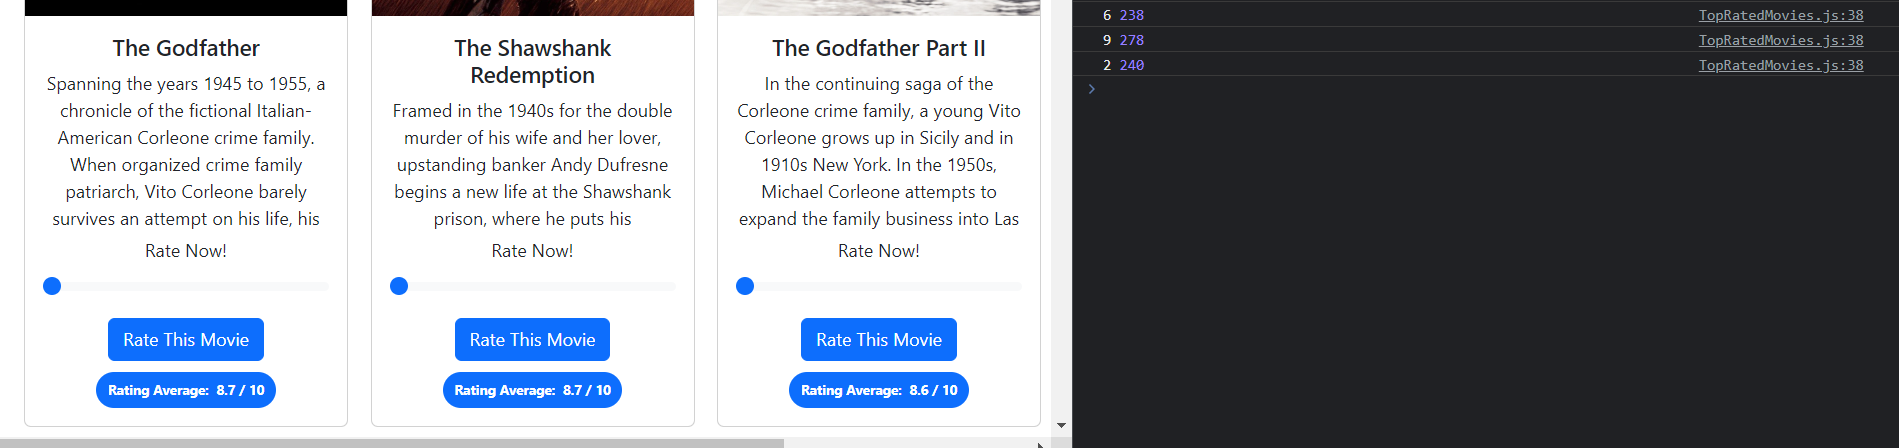 The Godfather
Spanning the years 1945 to 1955, a
chronicle of the fictional Italian-
American Corleone crime family.
When organized crime family
patriarch, Vito Corleone barely
survives an attempt on his life, his
Rate Now!
Rate This Movie
Rating Average: 8.7 / 10
The Shawshank
Redemption
Framed in the 1940s for the double
murder of his wife and her lover,
upstanding banker Andy Dufresne
begins a new life at the Shawshank
prison, where he puts his
Rate Now!
Rate This Movie
Rating Average: 8.7 / 10
The Godfather Part II
In the continuing saga of the
Corleone crime family, a young Vito
Corleone grows up in Sicily and in
1910s New York. In the 1950s,
Michael Corleone attempts to
expand the family business into Las
Rate Now!
Rate This Movie
Rating Average: 8.6 / 10
6 238 TopRatedMovies.js:38
9 278 TopRatedMovies.js:38
2 240 TopRatedMovies.js:38